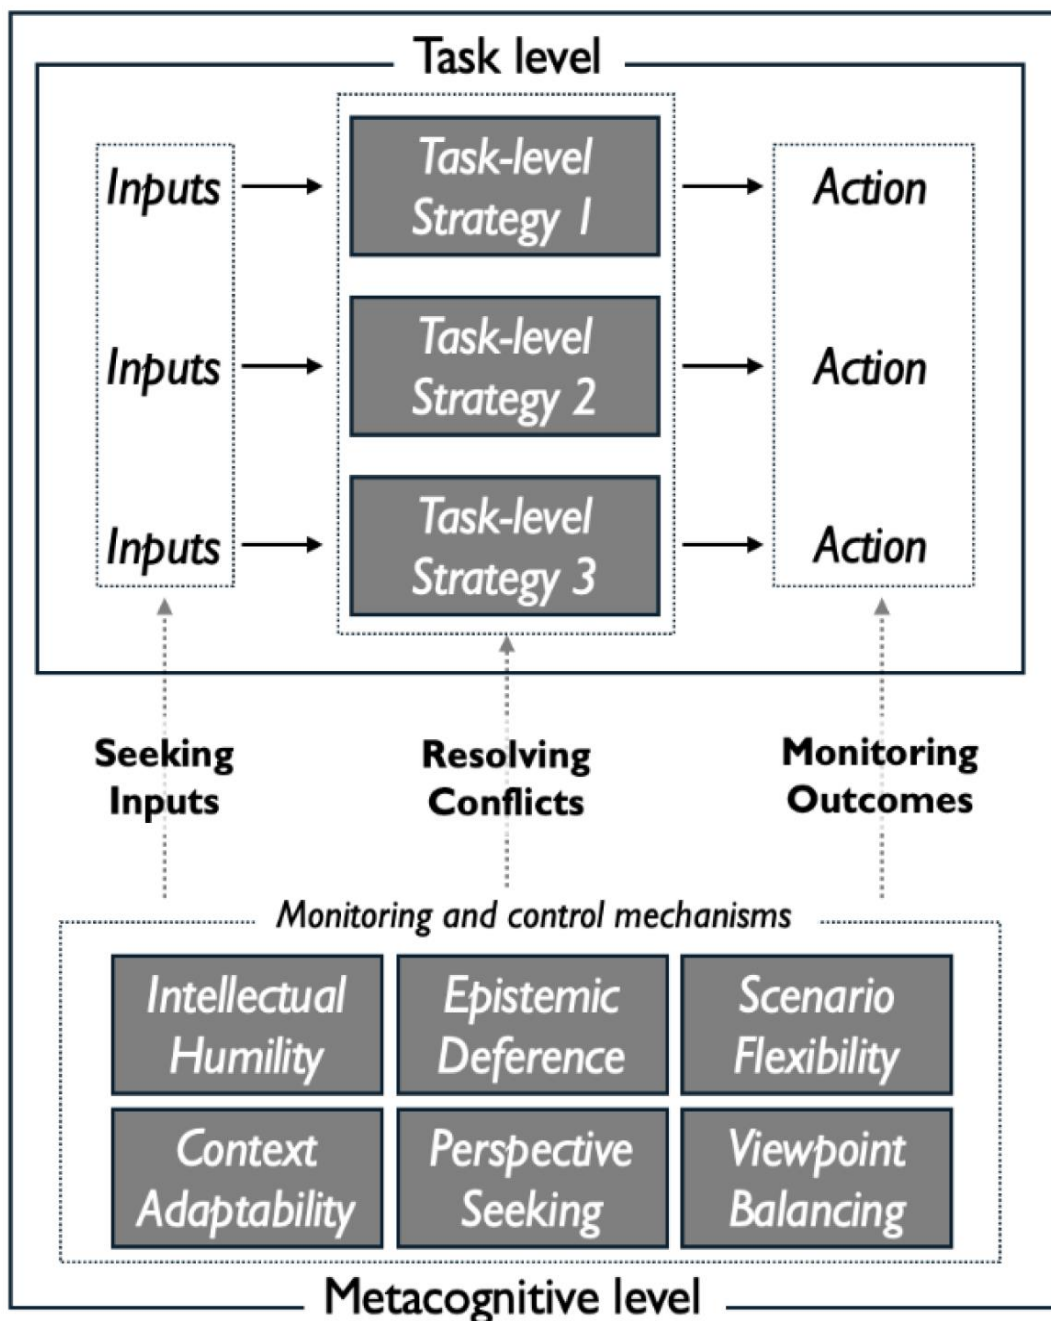 Task level
Inputs
Task-level
Strategy 1
Action
Inputs
Task-level
Strategy 2
Action
Inputs
Task-level
Strategy 3
Action
Seeking
Inputs
Resolving
Conflicts
Monitoring
Outcomes
Monitoring and control mechanisms
Intellectual
Humility
Epistemic
Deference
Scenario
Flexibility
Context
Adaptability
Perspective
Seeking
Viewpoint
Balancing
Metacognitive level